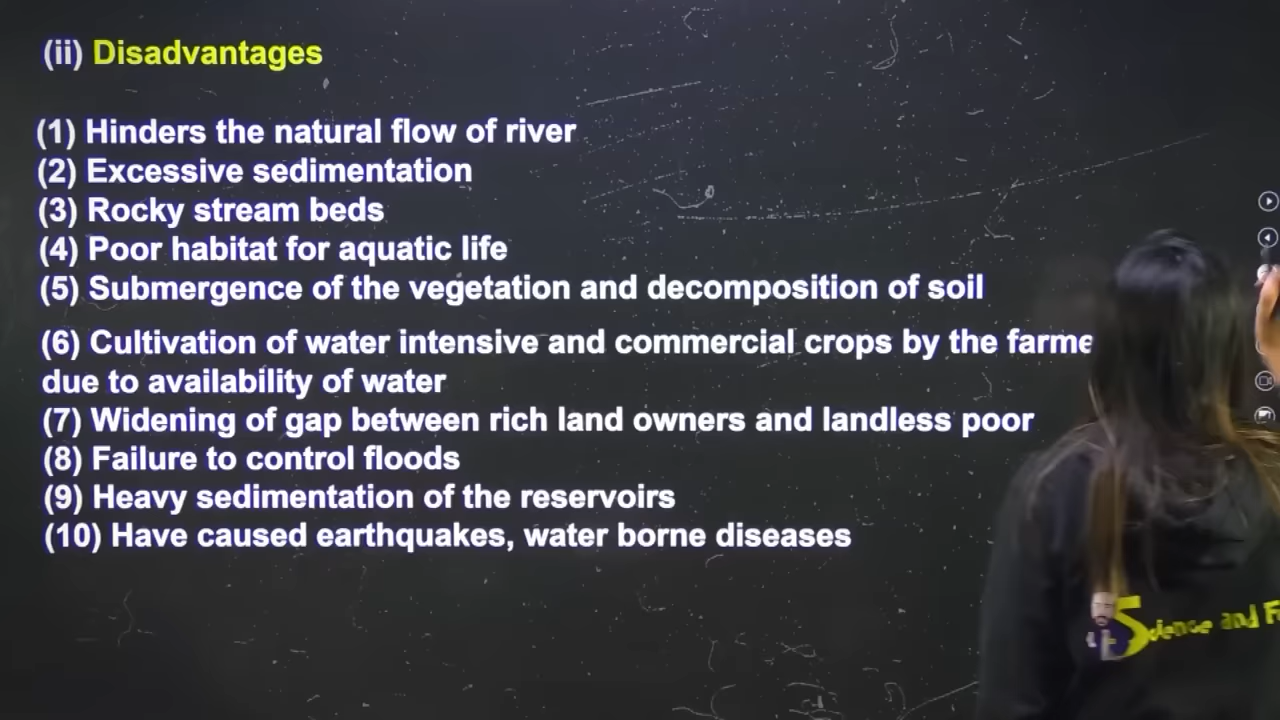 (ii) Disadvantages
(1) Hinders the natural flow of river
(2) Excessive sedimentation
(3) Rocky stream beds
(4) Poor habitat for aquatic life
(5) Submergence of the vegetation and decomposition of soil
(6) Cultivation of water intensive and commercial crops by the farme
due to availability of water
(7) Widening of gap between rich land owners and landless poor
(8) Failure to control floods
(9) Heavy sedimentation of the reservoirs
(10) Have caused earthquakes, water borne diseases
Science and F